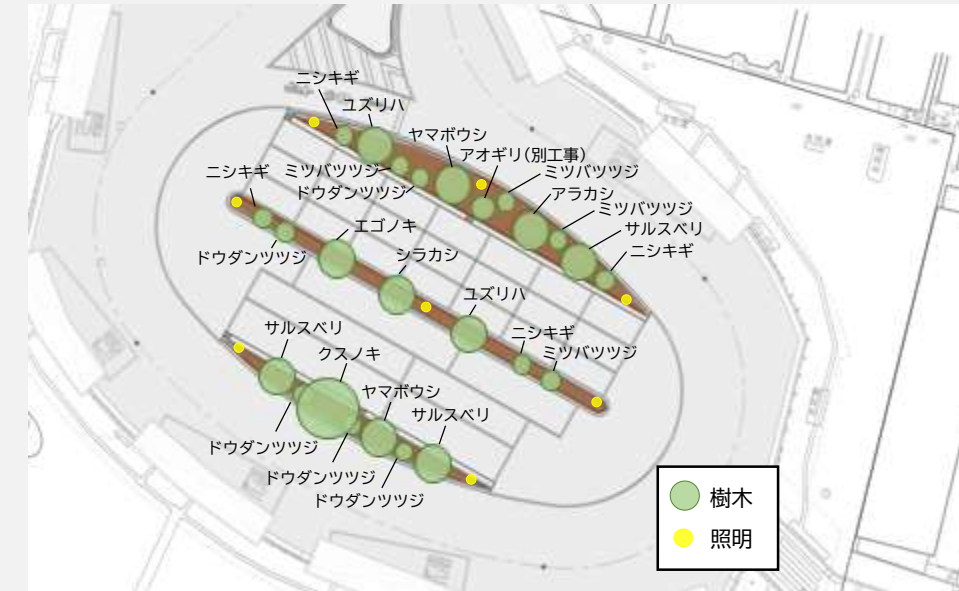 ニシキギ
ユズリハ
ヤマボウシ
アオギリ(別工事)
ミツバツツジ
ミツバツツジ
ドウダンツツジ
アラカシ
ミツバツツジ
サルスベリ
ニシキギ
ニシキギ
ドウダンツツジ
エゴノキ
シラカシ
ユズリハ
ニシキギ
ミツバツツジ
サルスベリ
クスノキ
ヤマボウシ
サルスベリ
ドウダンツツジ
ドウダンツツジ
ドウダンツツジ
樹木
照明